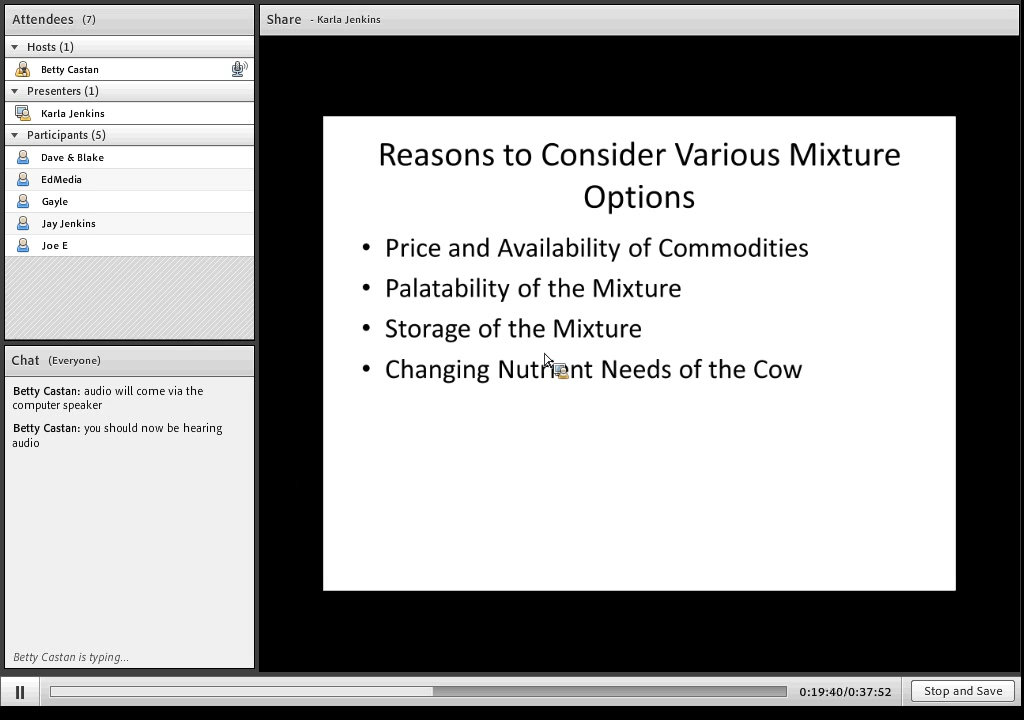 Attendees (7)
Hosts (1)
Betty Castan
Presenters (1)
Karla Jenkins
Participants (5)
Dave & Blake
EdMedia
Gayle
Jay Jenkins
Joe E
Chat (Everyone)
Betty Castan: audio will come via the
computer speaker
Betty Castan: you should now be hearing
audio
Betty Castan is typing...
Share - Karla Jenkins
Reasons to Consider Various Mixture
Options
• Price and Availability of Commodities
• Palatability of the Mixture
• Storage of the Mixture
• Changing Nutrient Needs of the Cow
0:19:40/0:37:52
Stop and Save